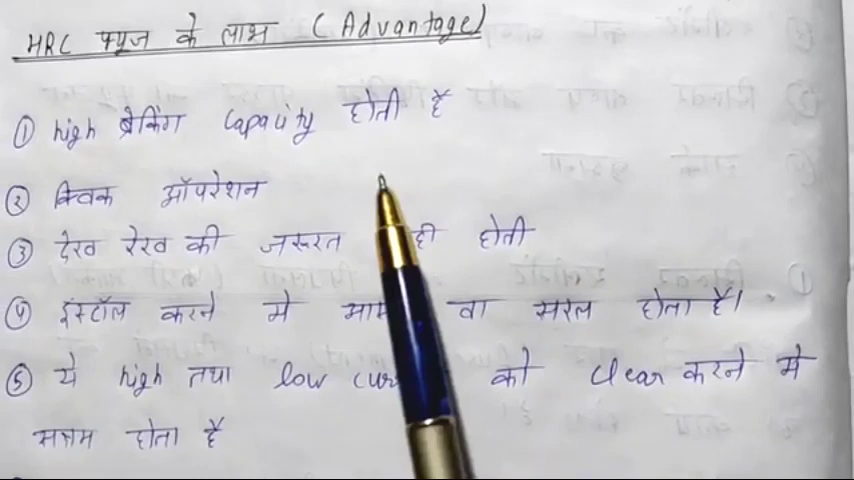 HRC फ्यूज के लाभ (Advantage)
① high ब्रेकिंग capacity होती है
② क्विक ऑपरेशन
③ देख रेख की जरूरत ही होती
④ इंस्टॉल करने मे वा सरल होता है।
⑤ ये high तथा low को clear करने मे
सक्षम होता है